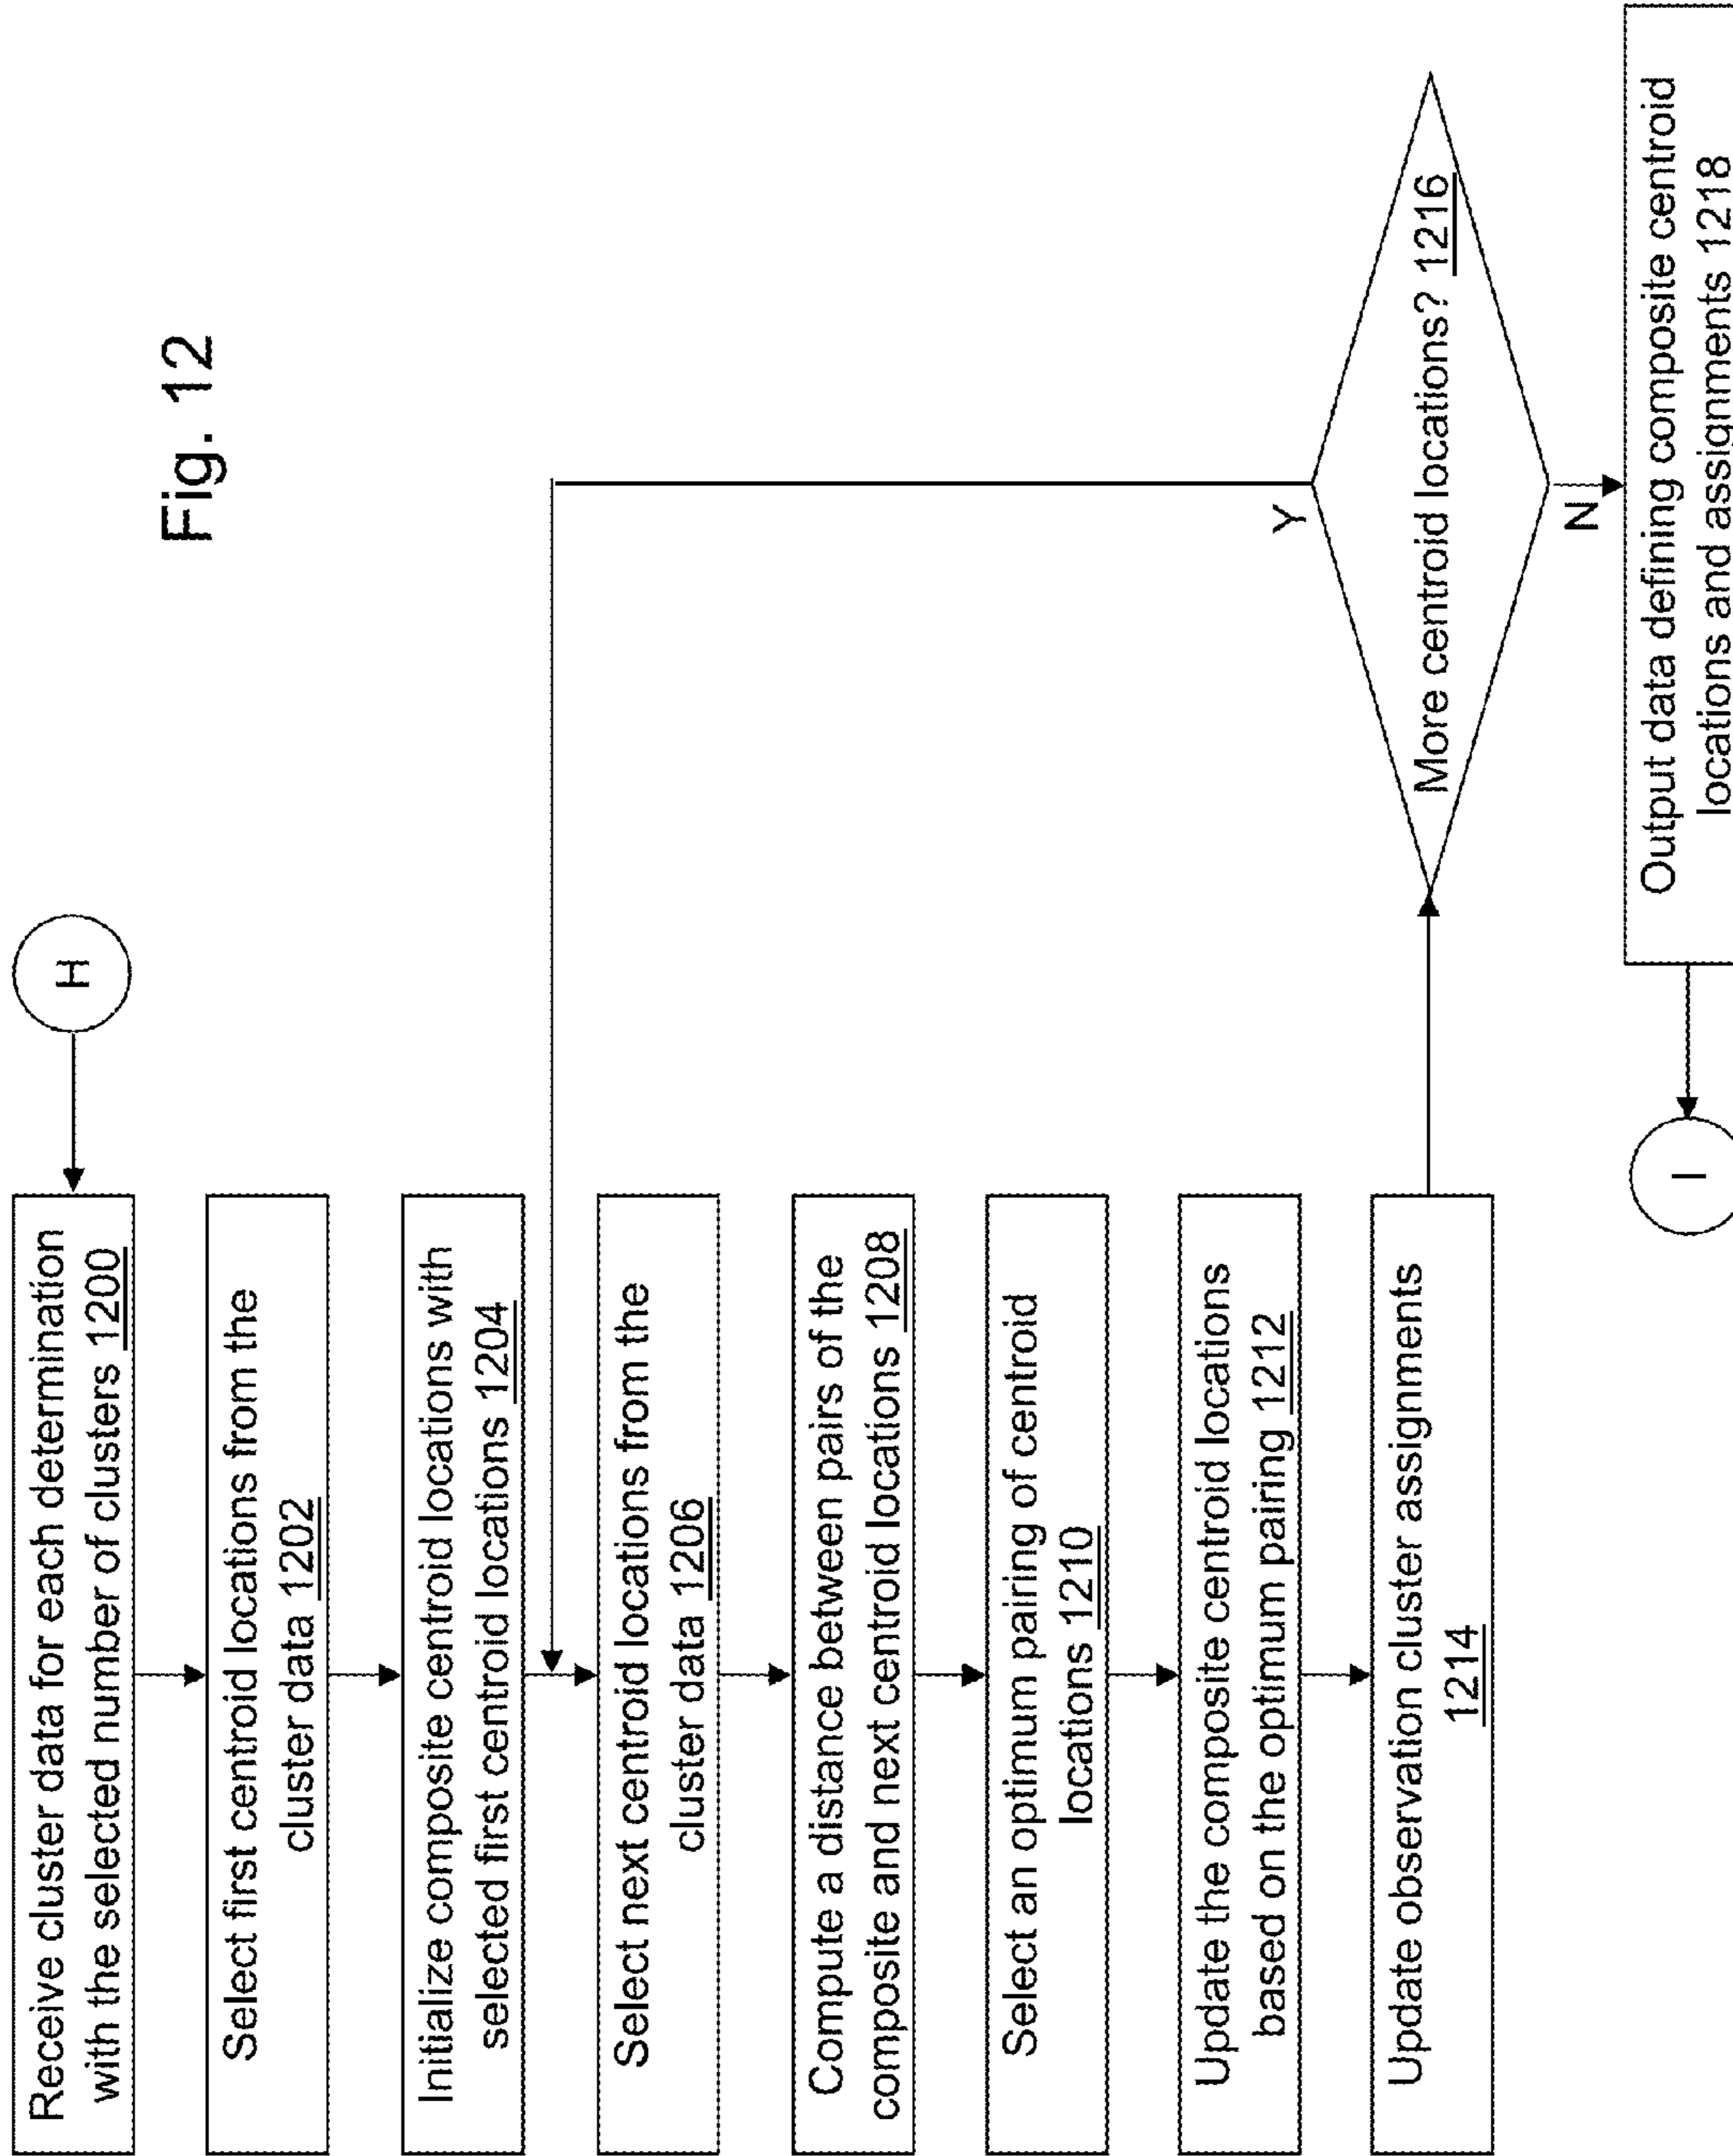 Fig. 12
H
Receive cluster data for each determination
with the selected number of clusters 1200
Select first centroid locations from the
cluster data 1202
Initialize composite centroid locations with
selected first centroid locations 1204
Select next centroid locations from the
cluster data 1206
Compute a distance between pairs of the
composite and next centroid locations 1208
Select an optimum pairing of centroid
locations 1210
Update the composite centroid locations
based on the optimum pairing 1212
Update observation cluster assignments
1214
More centroid locations? 1216
Y
N
Output data defining composite centroid
locations and assignments 1218
I